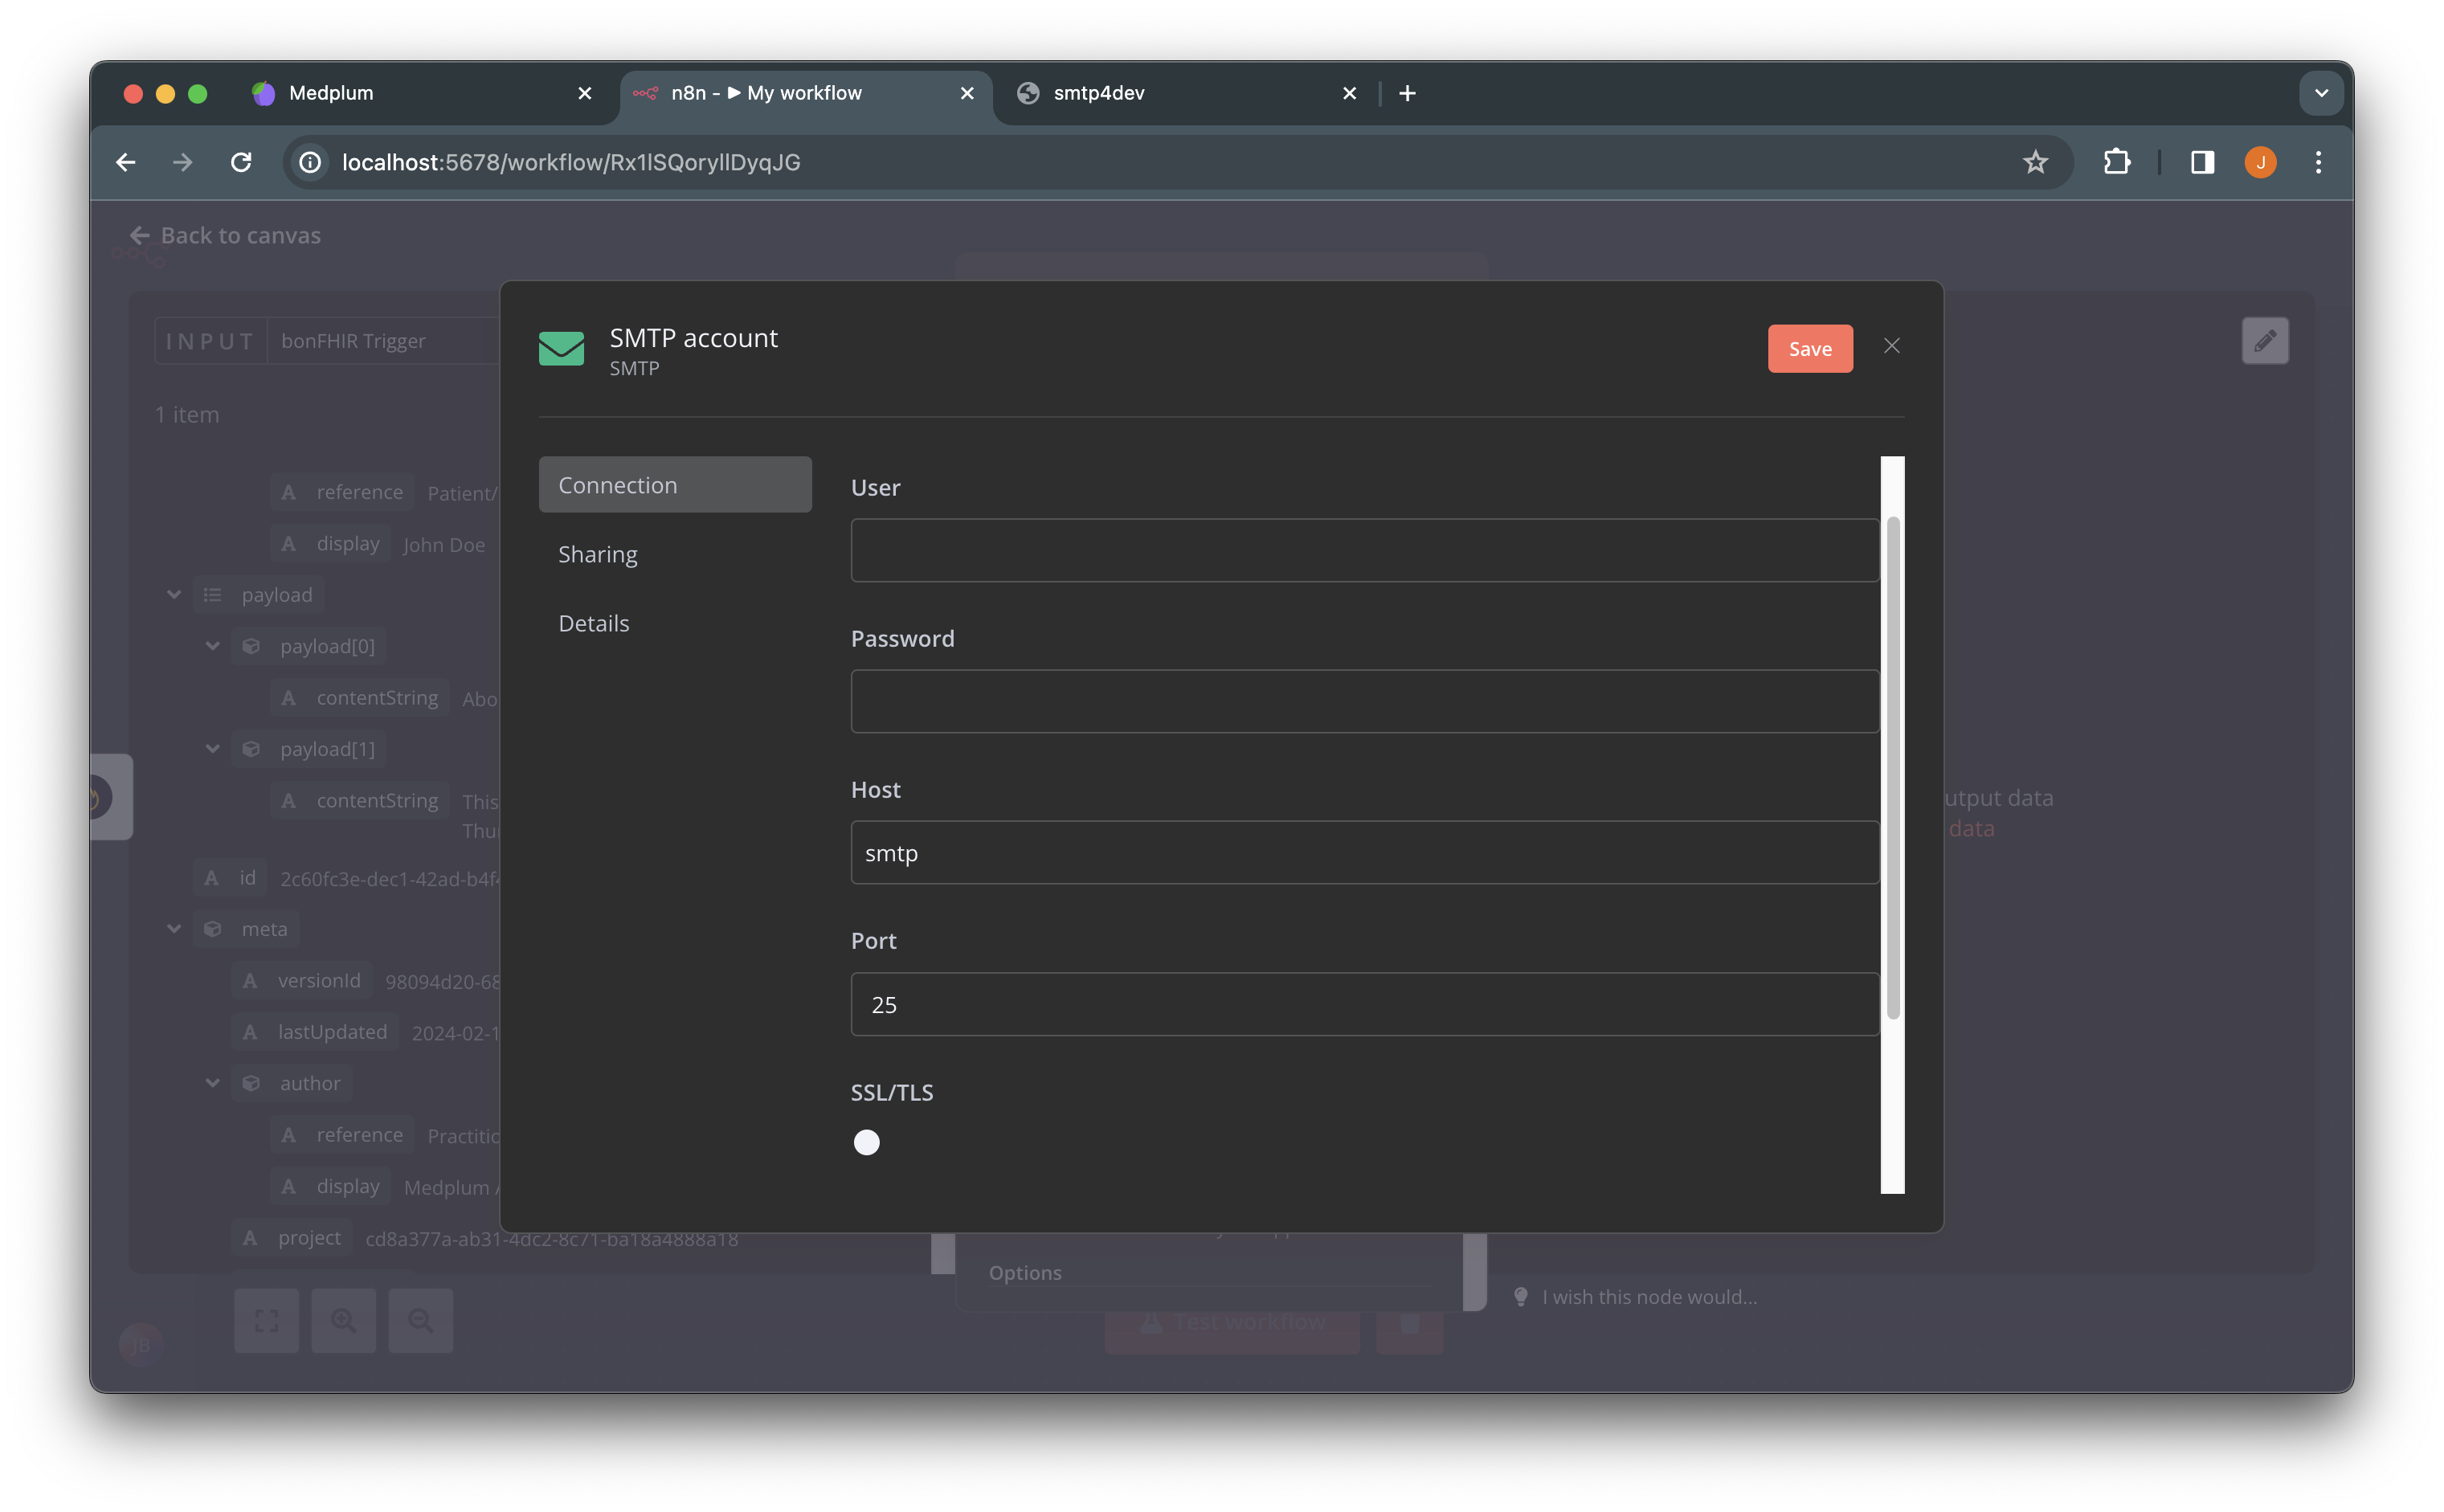 Medplum
n8n - ▶ My workflow
smtp4dev
localhost:5678/workflow/Rx1lSQoryllDyqJG
J
Back to canvas
INPUT bonFHIR Trigger
1 item
A reference Patient/
A display John Doe
payload
payload[0]
A contentString Abo
payload[1]
A contentString This
Thu
A id 2c60fc3e-dec1-42ad-b4f4
meta
A versionId 98094d20-68
A lastUpdated 2024-02-1
author
A reference Practitio
A display Medplum A
A project cd8a377a-ab31-4dc2-8c71-ba18a4888a18
SMTP account
SMTP
Save
Connection
Sharing
Details
User
Password
Host
smtp
Port
25
SSL/TLS
utput data
data
Options
I wish this node would...
Test workflow
JB